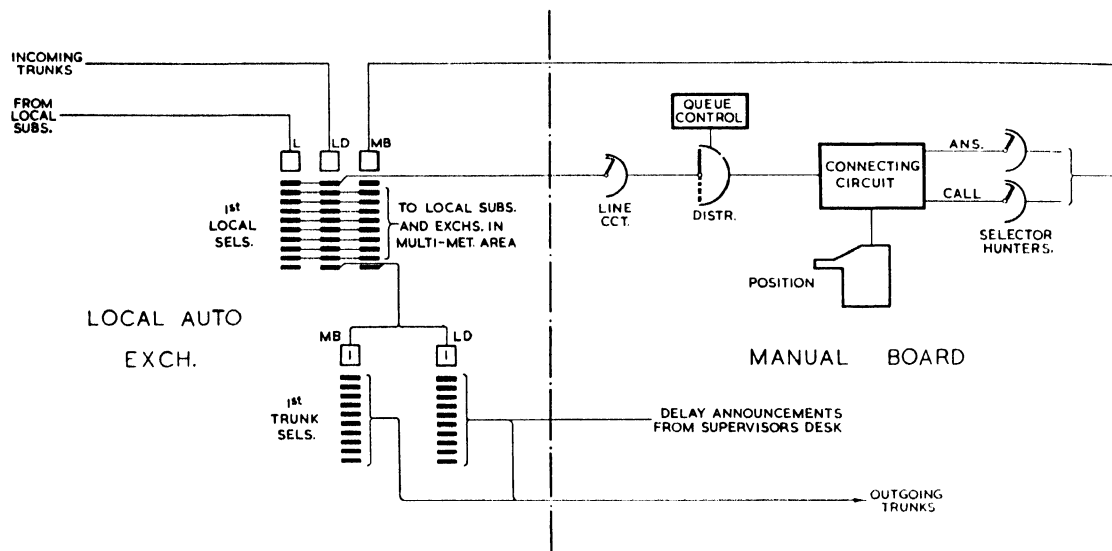 INCOMING
TRUNKS
FROM
LOCAL
SUBS.
L
LD
MB
1st
LOCAL
SELS.
TO LOCAL SUBS.
AND EXCHS. IN
MULTI-MET. AREA
LOCAL AUTO
EXCH.
MB
LD
I
I
1st
TRUNK
SELS.
QUEUE
CONTROL
LINE
CCT.
DISTR.
CONNECTING
CIRCUIT
ANS.
CALL
SELECTOR
HUNTERS.
POSITION
MANUAL BOARD
DELAY ANNOUNCEMENTS
FROM SUPERVISORS DESK
OUTGOING
TRUNKS